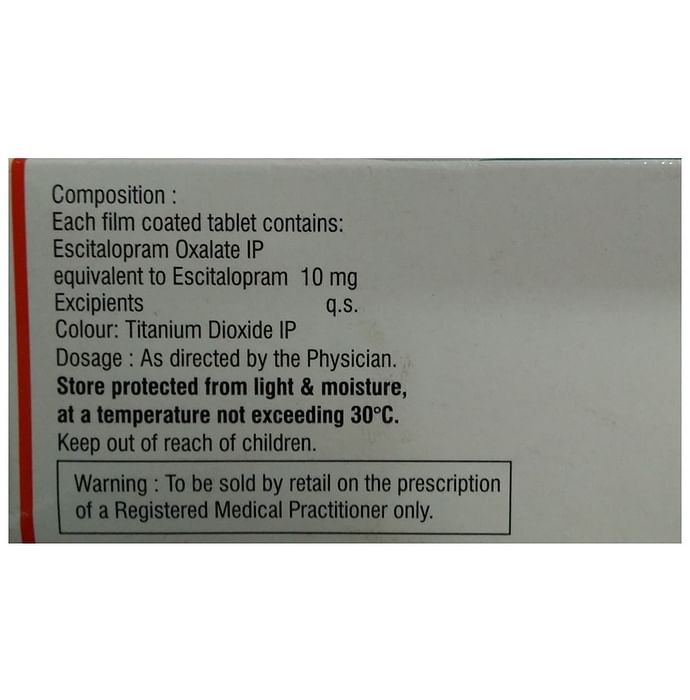 Composition :
Each film coated tablet contains:
Escitalopram Oxalate IP
equivalent to Escitalopram 10 mg
Excipients q.s.
Colour: Titanium Dioxide IP
Dosage : As directed by the Physician.
Store protected from light & moisture,
at a temperature not exceeding 30°C.
Keep out of reach of children.
Warning : To be sold by retail on the prescription
of a Registered Medical Practitioner only.